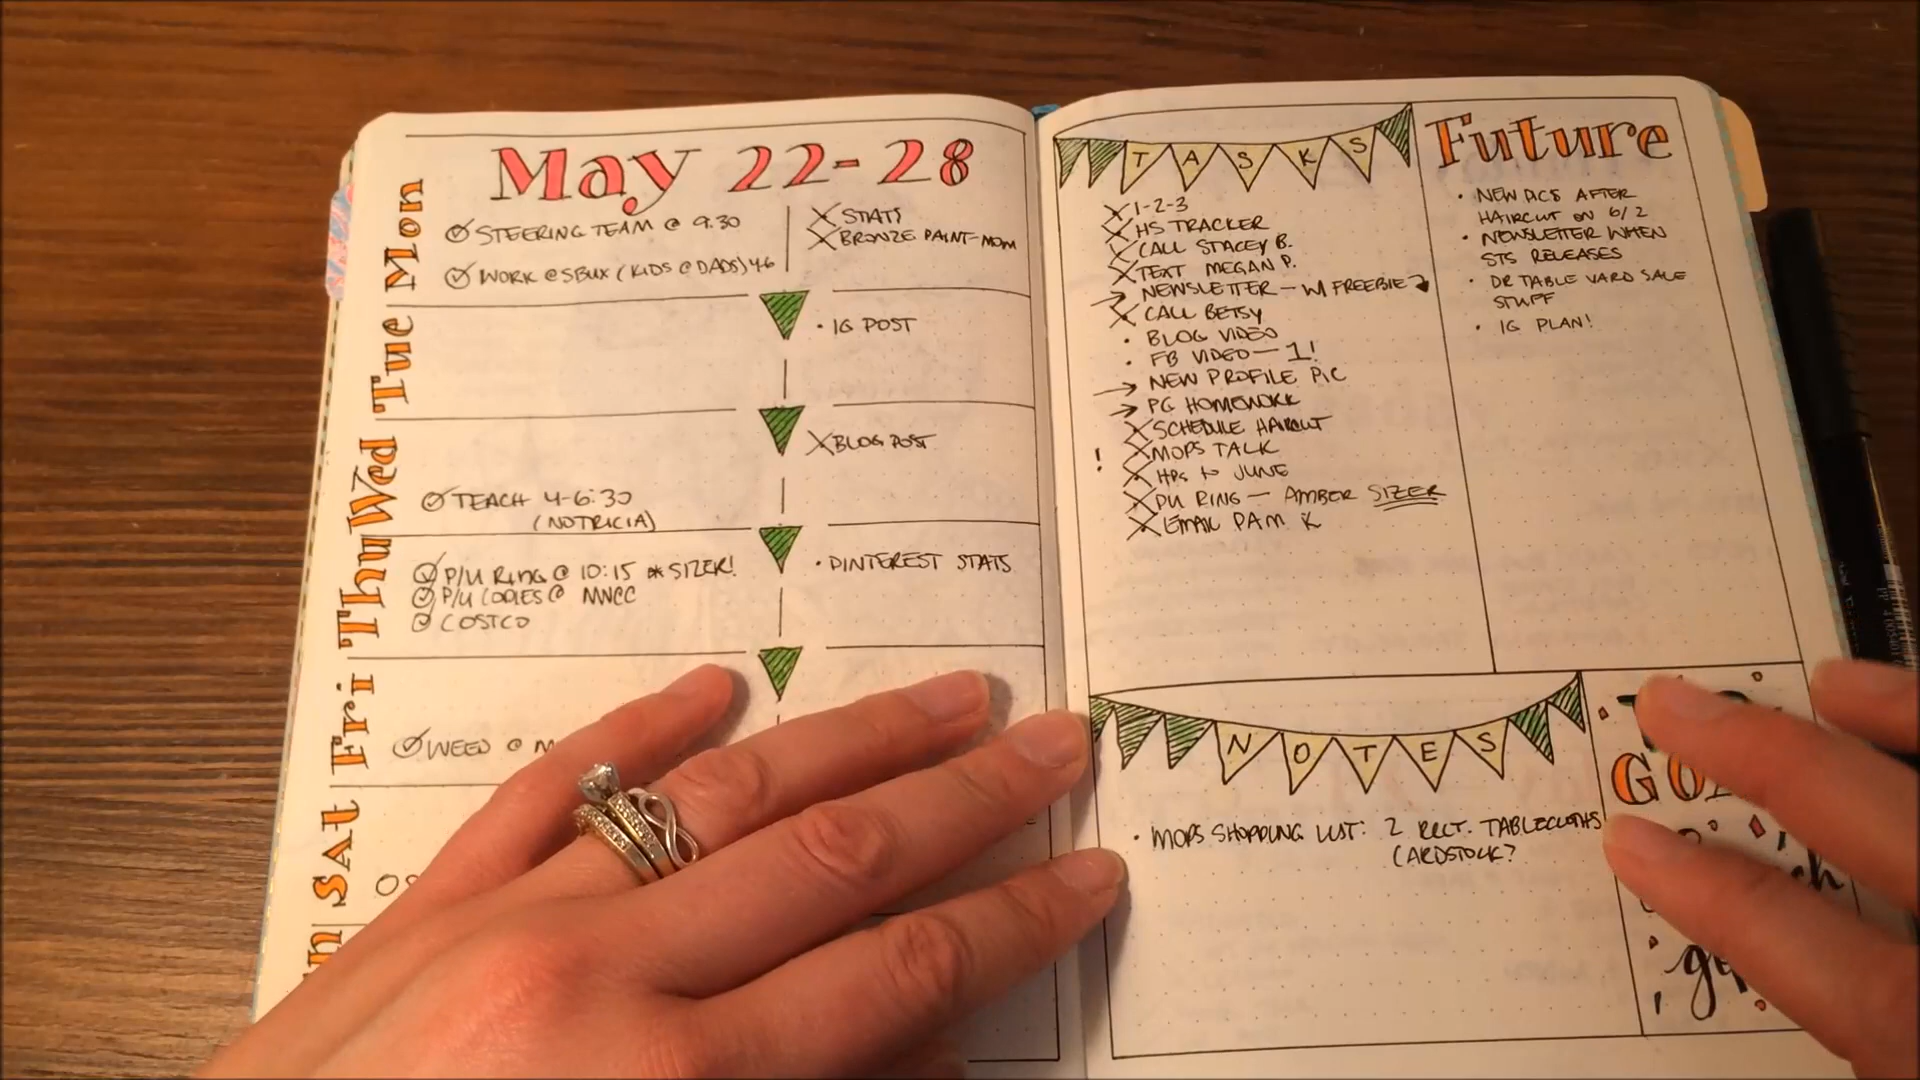 May 22-28
Mon
STEERING TEAM @ 9:30
WORK @ SBUX (KIDS @ DADS) 4-6
STATS
BRONZE PAINT-MOM
Tue
IG POST
Wed
TEACH 4-6:30
(NOTRICIA)
BLOG POST
Thu
P/U RING @ 10:15 * SIZER!
P/U COPIES @ MWCC
COSTCO
PINTEREST STATS
Fri
WEED @
SAt
TASKS
1-2-3
HS TRACKER
CALL STACEY B.
TEXT MEGAN P.
NEWSLETTER - W/ FREEBIE
CALL BETSY
BLOG VIDEO
FB VIDEO - 1!
NEW PROFILE PIC
PG HOMEWORK
SCHEDULE HAIRCUT
! MOPS TALK
HPS to JUNE
PU RING - AMBER SIZER
EMAIL PAM K
Future
NEW PICS AFTER
HAIRCUT ON 6/2
NEWSLETTER WHEN
STS RELEASES
DR TABLE YARD SALE
STUFF
IG PLAN!
NOTES
MOPS SHOPPING LIST: 2 RECT. TABLECLOTHS
CARDSTOCK?